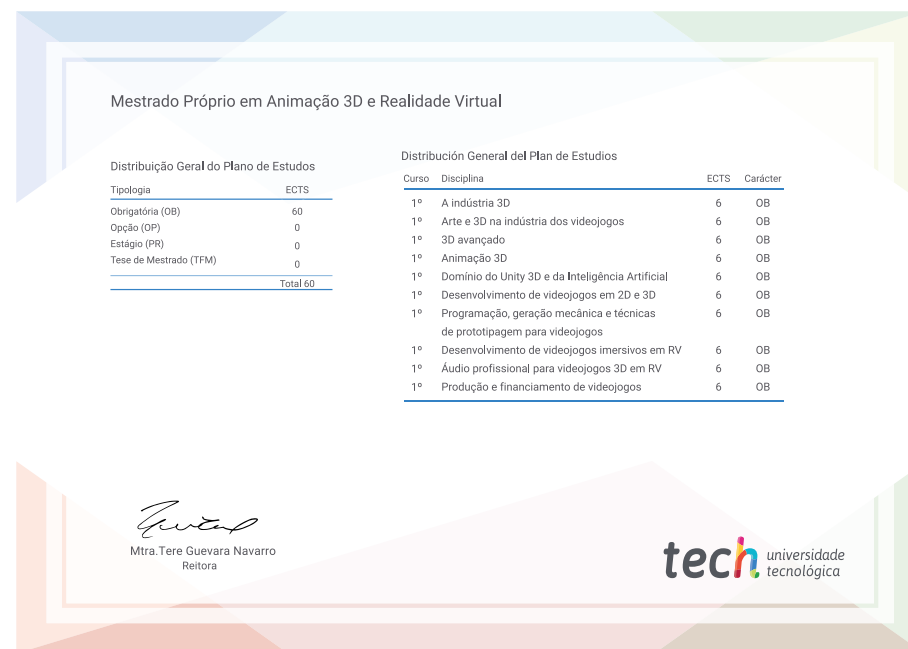 Mestrado Próprio em Animação 3D e Realidade Virtual
Distribuição Geral do Plano de Estudos
Tipologia ECTS
Obrigatória (OB) 60
Opção (OP) 0
Estágio (PR) 0
Tese de Mestrado (TFM) 0
Total 60
Distribución General del Plan de Estudios
Curso Disciplina ECTS Carácter
1º A indústria 3D 6 OB
1º Arte e 3D na indústria dos videojogos 6 OB
1º 3D avançado 6 OB
1º Animação 3D 6 OB
1º Domínio do Unity 3D e da Inteligência Artificial 6 OB
1º Desenvolvimento de videojogos em 2D e 3D 6 OB
1º Programação, geração mecânica e técnicas 6 OB
de prototipagem para videojogos
1º Desenvolvimento de videojogos imersivos em RV 6 OB
1º Áudio profissional para videojogos 3D em RV 6 OB
1º Produção e financiamento de videojogos 6 OB
Mtra.Tere Guevara Navarro
Reitora
tech universidade
tecnológica